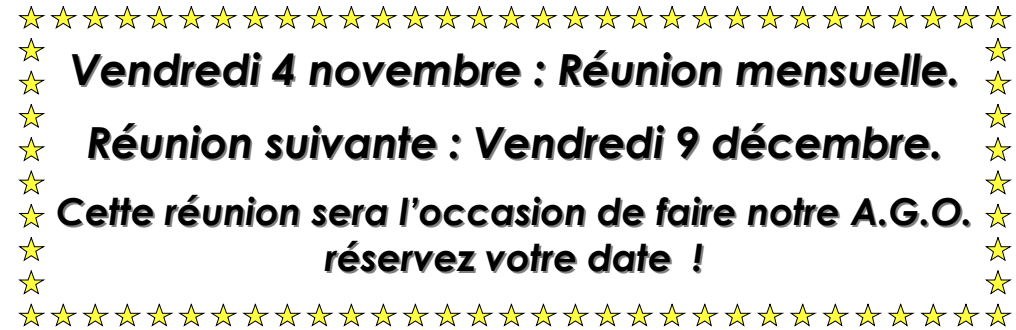 Vendredi 4 novembre : Réunion mensuelle.
Réunion suivante : Vendredi 9 décembre.
Cette réunion sera l’occasion de faire notre A.G.O.
réservez votre date  !